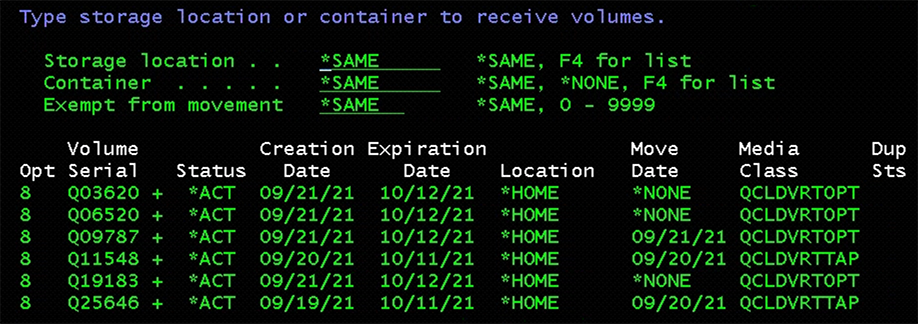 Type storage location or container to receive volumes.
Storage location . . *SAME *SAME, F4 for list
Container . . . . . *SAME *SAME, *NONE, F4 for list
Exempt from movement *SAME *SAME, 0 - 9999
Volume Creation Expiration Move Media Dup
Opt Serial Status Date Date Location Date Class Sts
8 Q03620 + *ACT 09/21/21 10/12/21 *HOME *NONE QCLDVRTOPT
8 Q06520 + *ACT 09/21/21 10/12/21 *HOME *NONE QCLDVRTOPT
8 Q09787 + *ACT 09/21/21 10/12/21 *HOME 09/21/21 QCLDVRTOPT
8 Q11548 + *ACT 09/20/21 10/11/21 *HOME 09/20/21 QCLDVRTTAP
8 Q19183 + *ACT 09/21/21 10/12/21 *HOME *NONE QCLDVRTOPT
8 Q25646 + *ACT 09/19/21 10/11/21 *HOME 09/20/21 QCLDVRTTAP